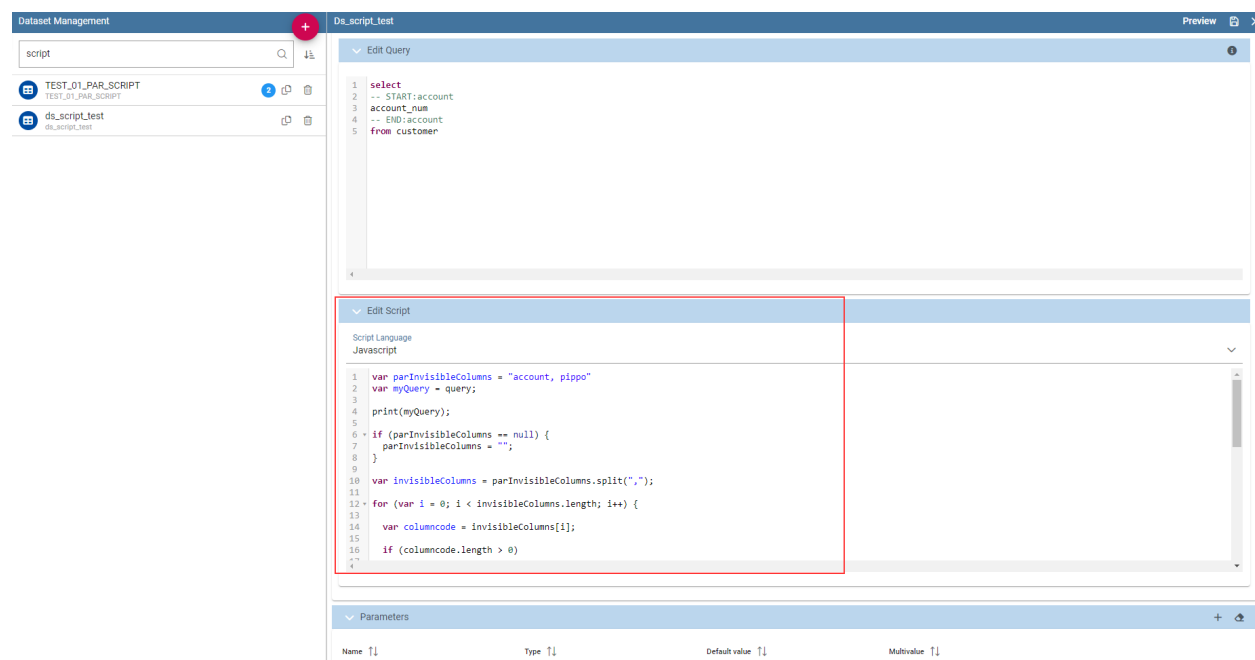 Dataset Management
+
script
TEST_01_PAR_SCRIPT
TEST_01_PAR_SCRIPT
2
ds_script_test
ds_script_test
Ds_script_test
Preview
Edit Query
1 select
2 -- START:account
3 account_num
4 -- END:account
5 from customer
Edit Script
Script Language
Javascript
1 var parInvisibleColumns = "account, pippo"
2 var myQuery = query;
3
4 print(myQuery);
5
6 if (parInvisibleColumns == null) {
7 parInvisibleColumns = "";
8 }
9
10 var invisibleColumns = parInvisibleColumns.split(",");
11
12 for (var i = 0; i < invisibleColumns.length; i++) {
13
14 var columncode = invisibleColumns[i];
15
16 if (columncode.length > 0)
Parameters
Name Type Default value Multivalue